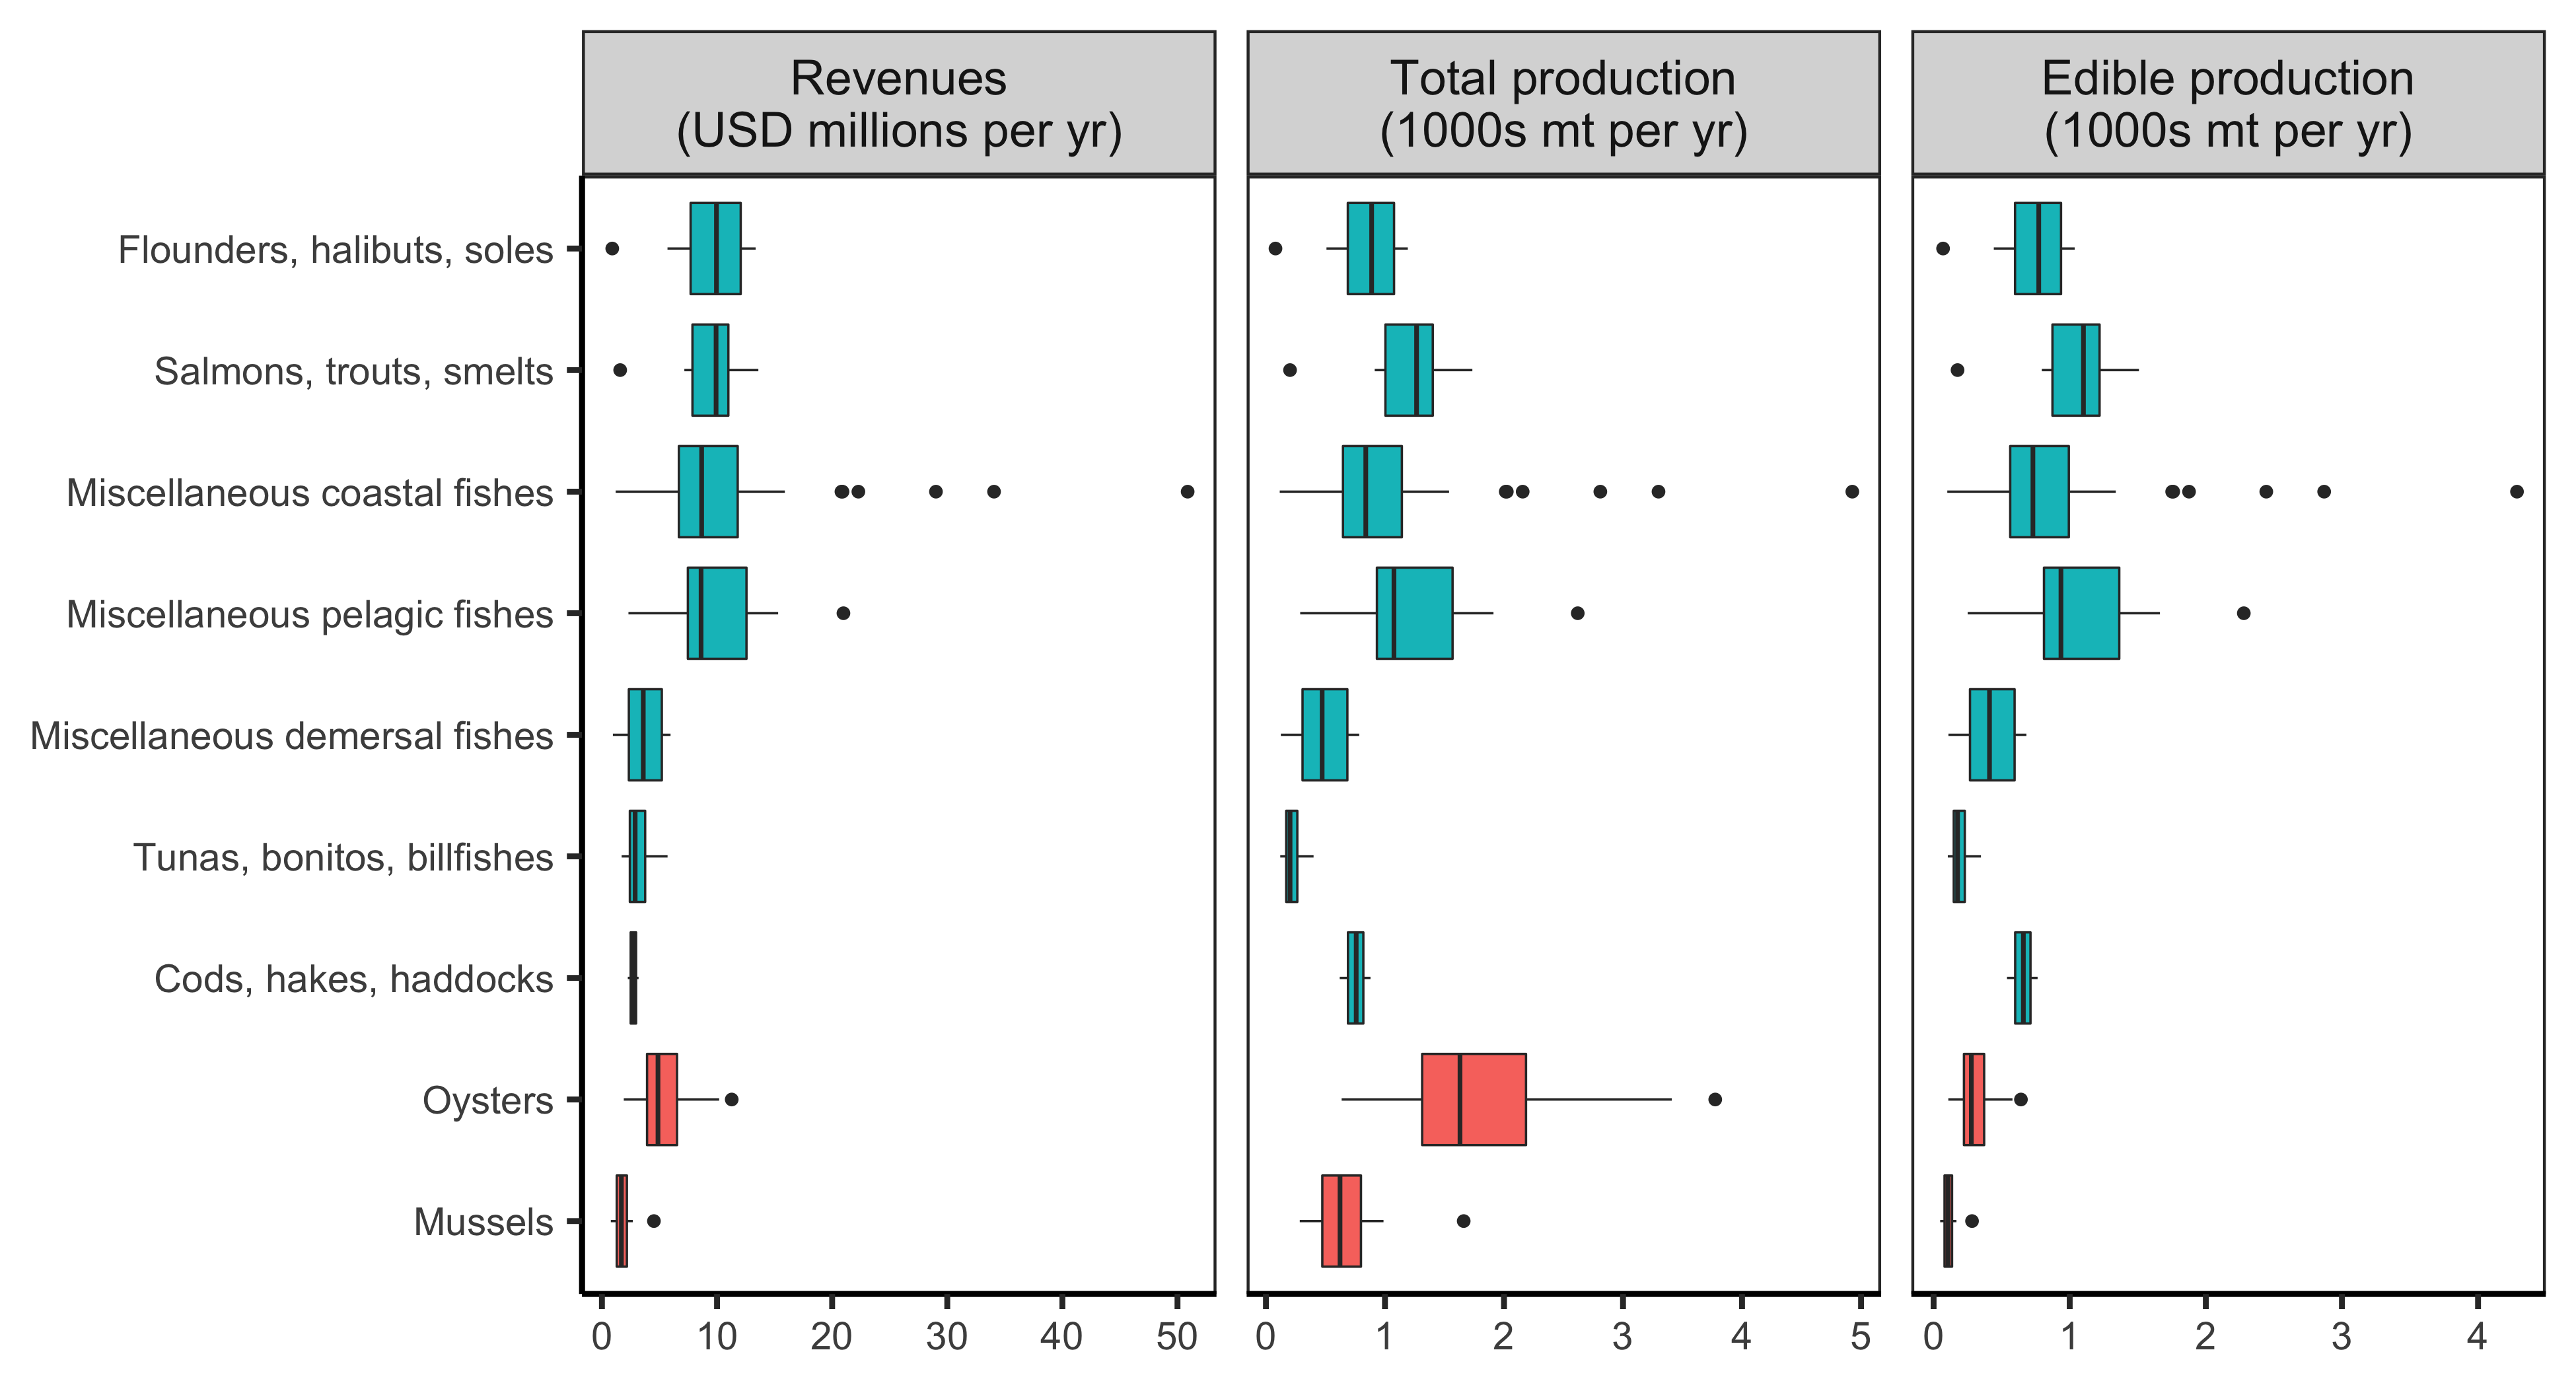 Revenues
(USD millions per yr)
Total production
(1000s mt per yr)
Edible production
(1000s mt per yr)
Flounders, halibuts, soles
Salmons, trouts, smelts
Miscellaneous coastal fishes
Miscellaneous pelagic fishes
Miscellaneous demersal fishes
Tunas, bonitos, billfishes
Cods, hakes, haddocks
Oysters
Mussels
0 10 20 30 40 50
0 1 2 3 4 5
0 1 2 3 4